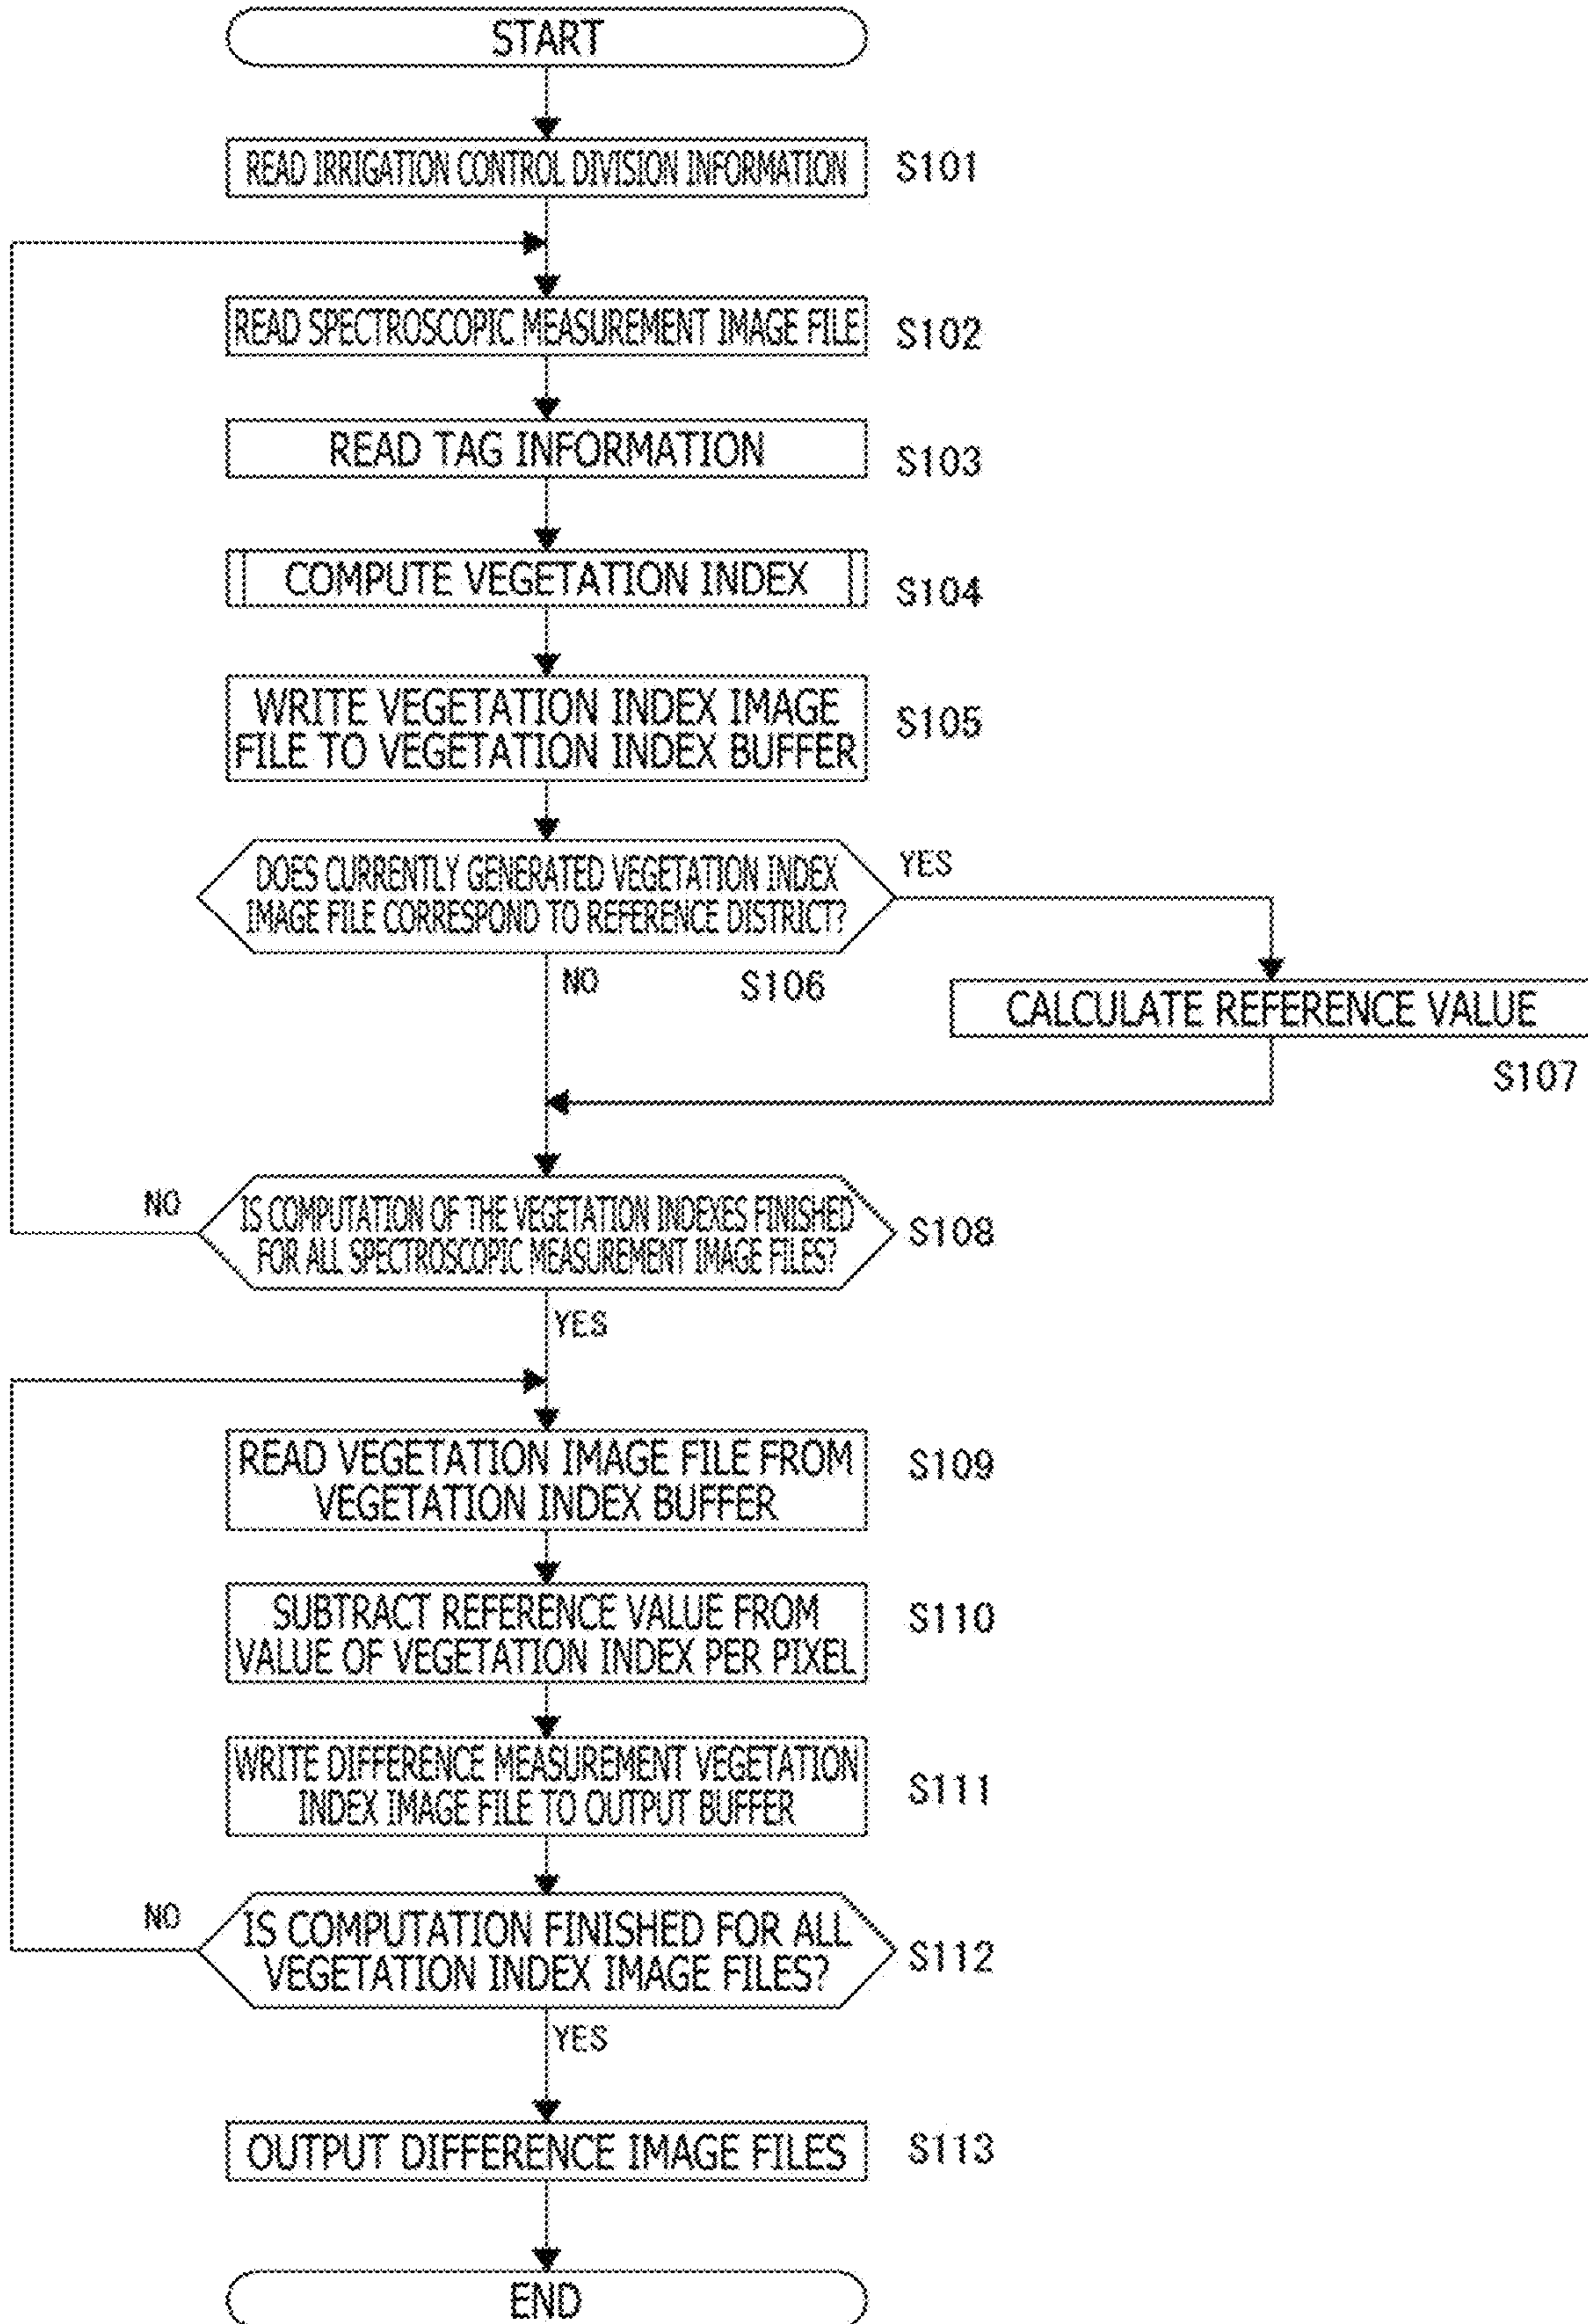 START
READ IRRIGATION CONTROL DIVISION INFORMATION
S101
READ SPECTROSCOPIC MEASUREMENT IMAGE FILE
S102
READ TAG INFORMATION
S103
COMPUTE VEGETATION INDEX
S104
WRITE VEGETATION INDEX IMAGE
FILE TO VEGETATION INDEX BUFFER
S105
DOES CURRENTLY GENERATED VEGETATION INDEX
IMAGE FILE CORRESPOND TO REFERENCE DISTRICT?
YES
NO
S106
CALCULATE REFERENCE VALUE
S107
NO
IS COMPUTATION OF THE VEGETATION INDEXES FINISHED
FOR ALL SPECTROSCOPIC MEASUREMENT IMAGE FILES?
S108
YES
READ VEGETATION IMAGE FILE FROM
VEGETATION INDEX BUFFER
S109
SUBTRACT REFERENCE VALUE FROM
VALUE OF VEGETATION INDEX PER PIXEL
S110
WRITE DIFFERENCE MEASUREMENT VEGETATION
INDEX IMAGE FILE TO OUTPUT BUFFER
S111
NO
IS COMPUTATION FINISHED FOR ALL
VEGETATION INDEX IMAGE FILES?
S112
YES
OUTPUT DIFFERENCE IMAGE FILES
S113
END